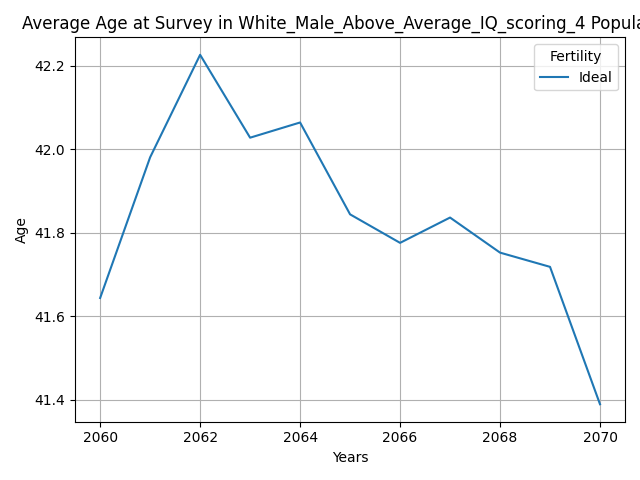 Average Age at Survey in White_Male_Above_Average_IQ_scoring_4 Popula
Fertility
Ideal
42.2
42.0
41.8
41.6
41.4
Age
2060 2062 2064 2066 2068 2070
Years